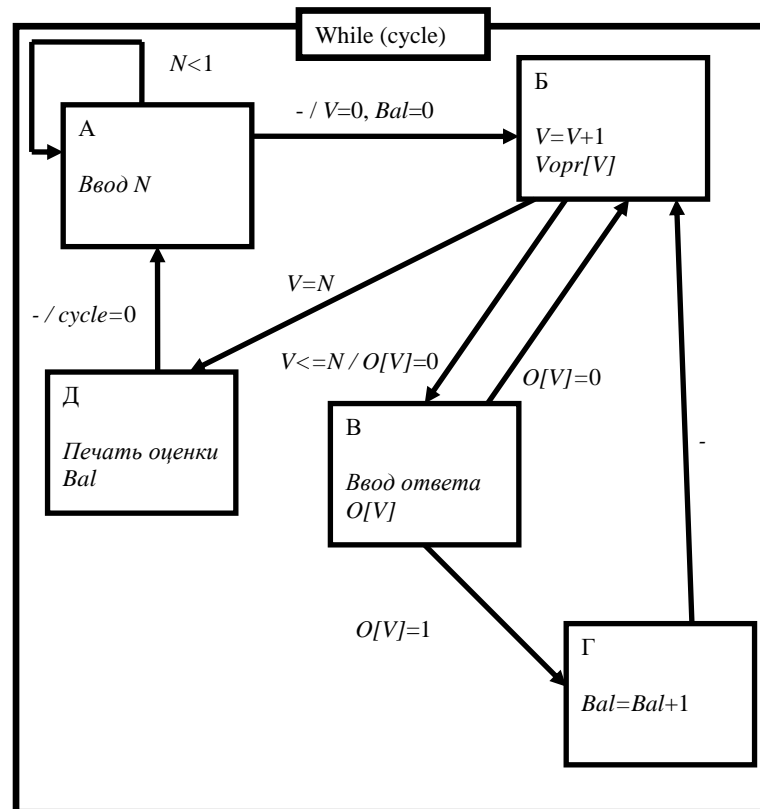 While (cycle)
N<1
А
Ввод N
- / V=0, Bal=0
Б
V=V+1
Vopr[V]
V=N
- / cycle=0
V<=N / O[V]=0
O[V]=0
-
Д
Печать оценки
Bal
В
Ввод ответа
O[V]
O[V]=1
Г
Bal=Bal+1